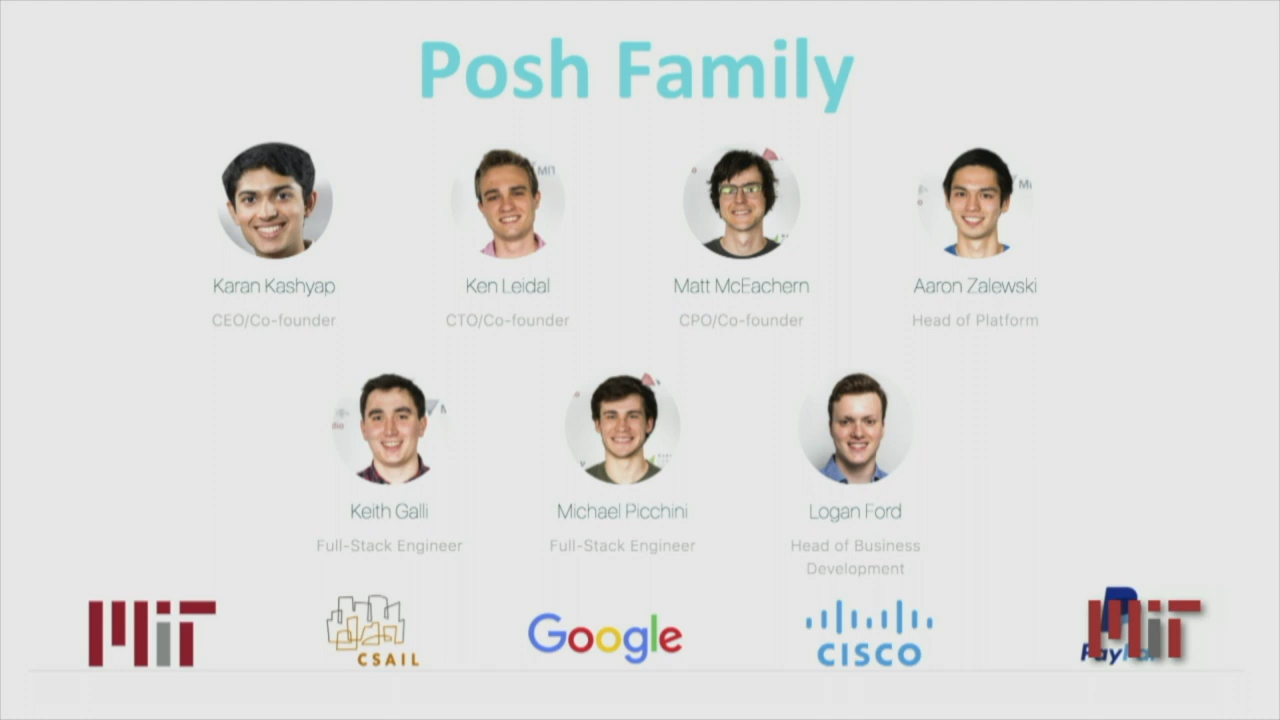 Posh Family
Karan Kashyap
CEO/Co-founder
Ken Leidal
CTO/Co-founder
Matt McEachern
CPO/Co-founder
Aaron Zalewski
Head of Platform
Keith Galli
Full-Stack Engineer
Michael Picchini
Full-Stack Engineer
Logan Ford
Head of Business
Development
MiT
CSAIL
Google
CISCO
MiT